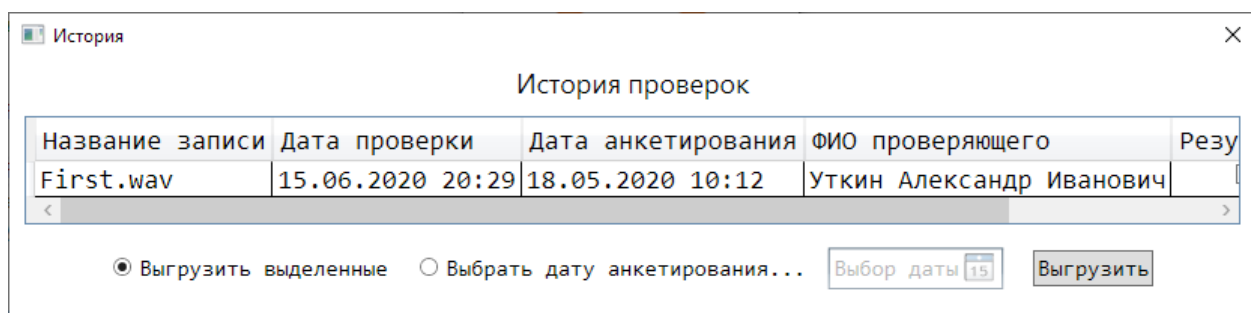 История
История проверок
Название записи Дата проверки Дата анкетирования ФИО проверяющего Резу
First.wav 15.06.2020 20:29 18.05.2020 10:12 Уткин Александр Иванович
Выгрузить выделенные Выбрать дату анкетирования... Выбор даты 15 Выгрузить